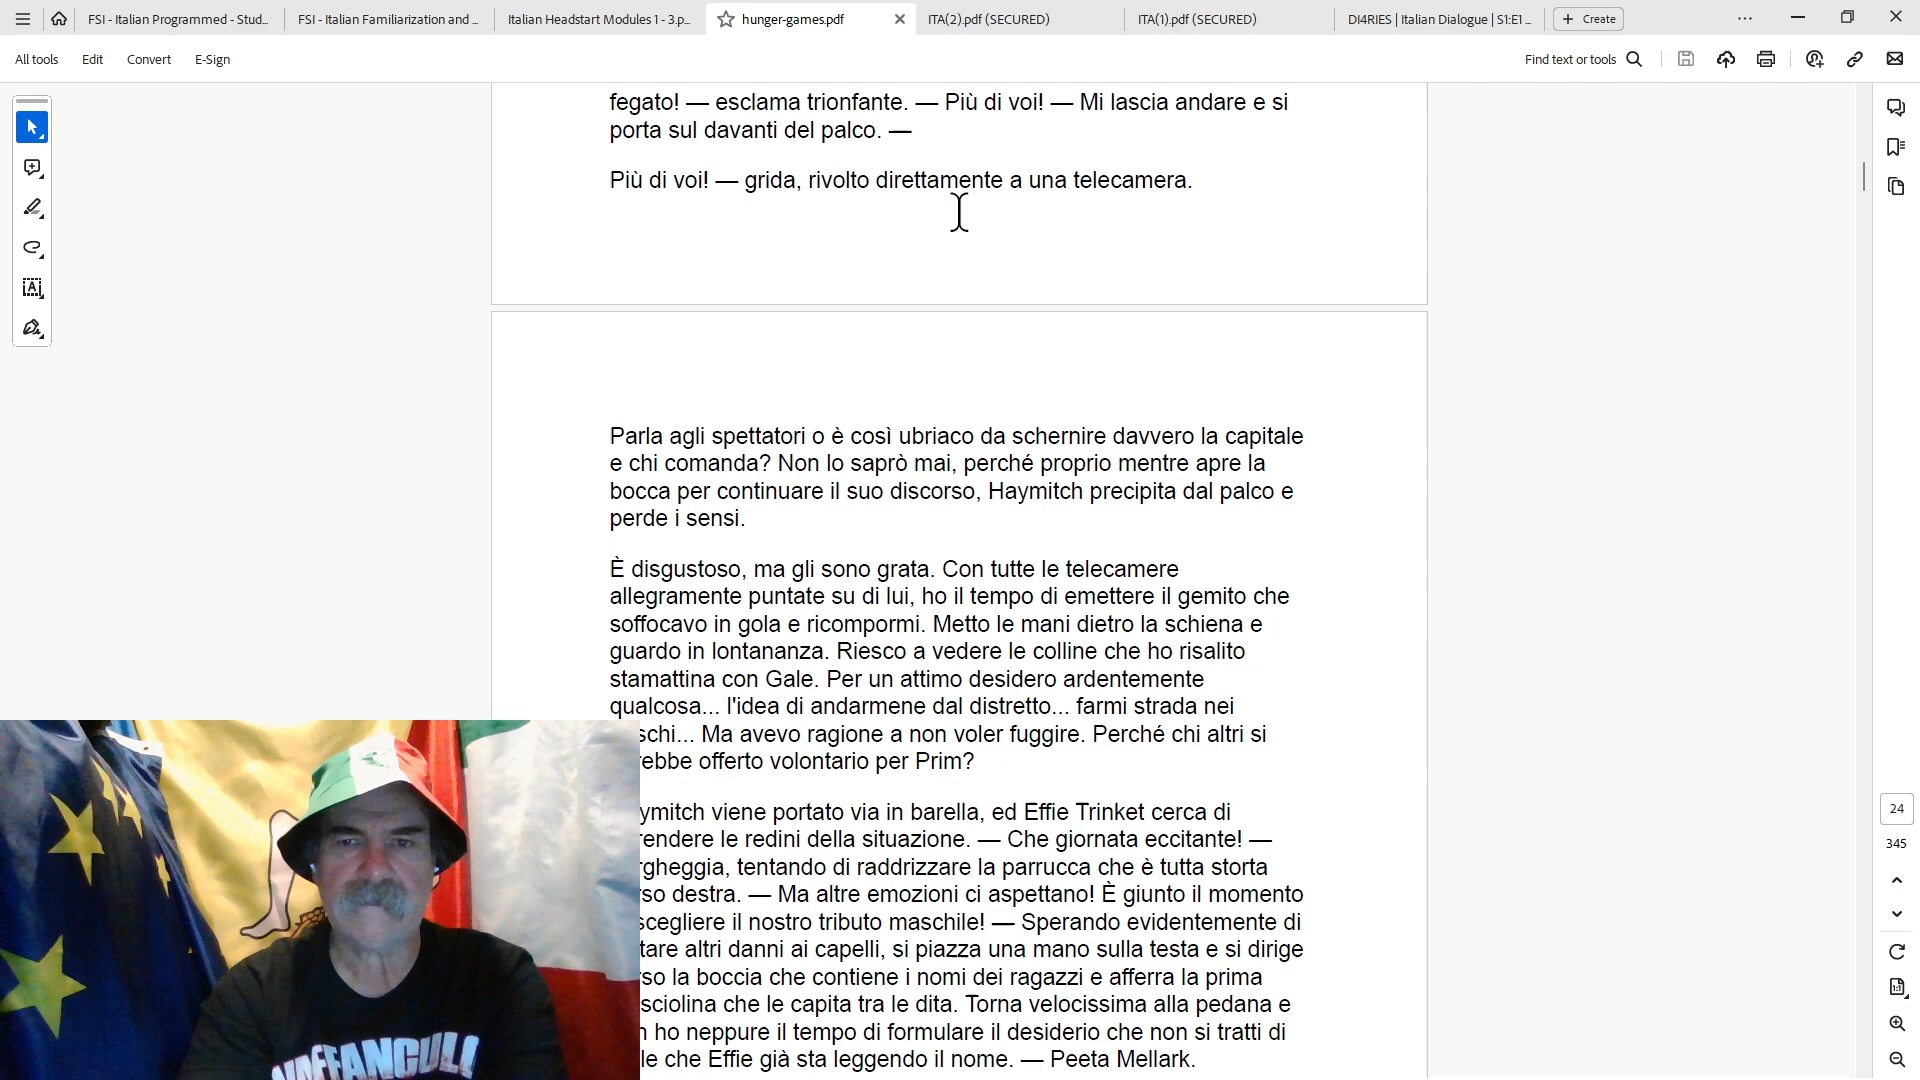 FSI - Italian Programmed - Stud...
FSI - Italian Familiarization and ...
Italian Headstart Modules 1 - 3.p...
hunger-games.pdf
ITA(2).pdf (SECURED)
ITA(1).pdf (SECURED)
DI4RIES | Italian Dialogue | S1:E1 ...
Create
All tools
Edit
Convert
E-Sign
Find text or tools
fegato! — esclama trionfante. — Più di voi! — Mi lascia andare e si
porta sul davanti del palco. —
Più di voi! — grida, rivolto direttamente a una telecamera.
Parla agli spettatori o è così ubriaco da schernire davvero la capitale
e chi comanda? Non lo saprò mai, perché proprio mentre apre la
bocca per continuare il suo discorso, Haymitch precipita dal palco e
perde i sensi.
È disgustoso, ma gli sono grata. Con tutte le telecamere
allegramente puntate su di lui, ho il tempo di emettere il gemito che
soffocavo in gola e ricompormi. Metto le mani dietro la schiena e
guardo in lontananza. Riesco a vedere le colline che ho risalito
stamattina con Gale. Per un attimo desidero ardentemente
qualcosa... l'idea di andarmene dal distretto... farmi strada nei
schi... Ma avevo ragione a non voler fuggire. Perché chi altri si
rebbe offerto volontario per Prim?
ymitch viene portato via in barella, ed Effie Trinket cerca di
rendere le redini della situazione. — Che giornata eccitante! —
rgheggia, tentando di raddrizzare la parrucca che è tutta storta
rso destra. — Ma altre emozioni ci aspettano! È giunto il momento
scegliere il nostro tributo maschile! — Sperando evidentemente di
tare altri danni ai capelli, si piazza una mano sulla testa e si dirige
rso la boccia che contiene i nomi dei ragazzi e afferra la prima
sciolina che le capita tra le dita. Torna velocissima alla pedana e
n ho neppure il tempo di formulare il desiderio che non si tratti di
le che Effie già sta leggendo il nome. — Peeta Mellark.
24
345
VAFFANCULO